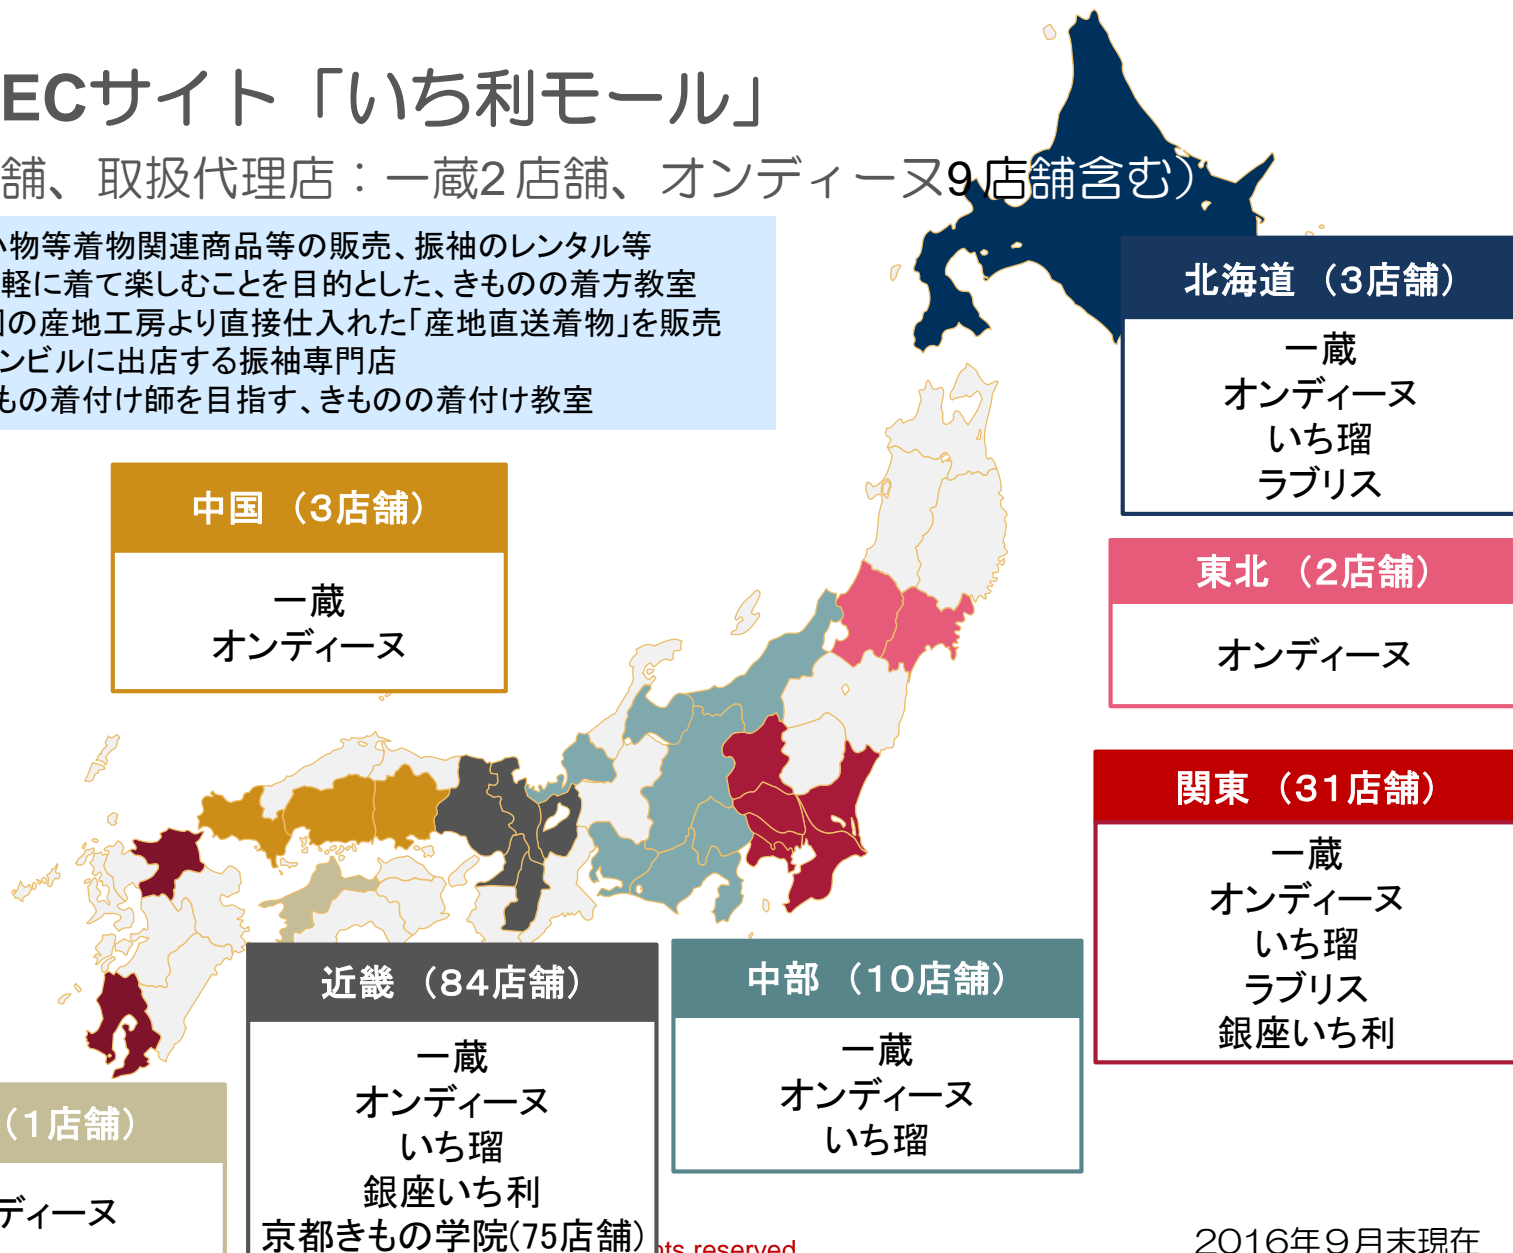 ECサイト「いち利モール」
舗、取扱代理店：一蔵2店舗、オンディーヌ9店舗含む）
小物等着物関連商品等の販売、振袖のレンタル等
軽に着て楽しむことを目的とした、きものの着方教室
国の産地工房より直接仕入れた「産地直送着物」を販売
ンビルに出店する振袖専門店
もの着付け師を目指す、きものの着付け教室
北海道 （3店舗）
一蔵
オンディーヌ
いち瑠
ラブリス
中国 （3店舗）
一蔵
オンディーヌ
東北 （2店舗）
オンディーヌ
関東 （31店舗）
一蔵
オンディーヌ
いち瑠
ラブリス
銀座いち利
近畿 （84店舗）
一蔵
オンディーヌ
いち瑠
銀座いち利
京都きもの学院(75店舗)
中部 （10店舗）
一蔵
オンディーヌ
いち瑠
（1店舗）
ディーヌ
reserved
2016年9月末現在